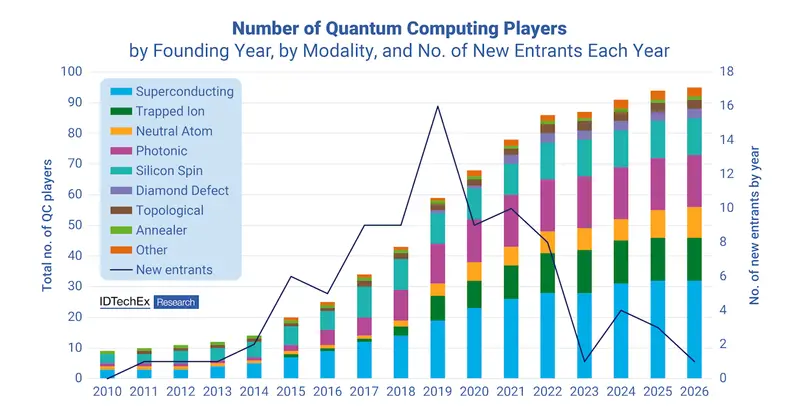 Number of Quantum Computing Players
by Founding Year, by Modality, and No. of New Entrants Each Year
Total no. of QC players
100
90
80
70
60
50
40
30
20
10
0
Superconducting
Trapped Ion
Neutral Atom
Photonic
Silicon Spin
Diamond Defect
Topological
Annealer
Other
New entrants
IDTechEx Research
18
16
14
12
10
8
6
4
2
0
No. of new entrants by year
2010 2011 2012 2013 2014 2015 2016 2017 2018 2019 2020 2021 2022 2023 2024 2025 2026